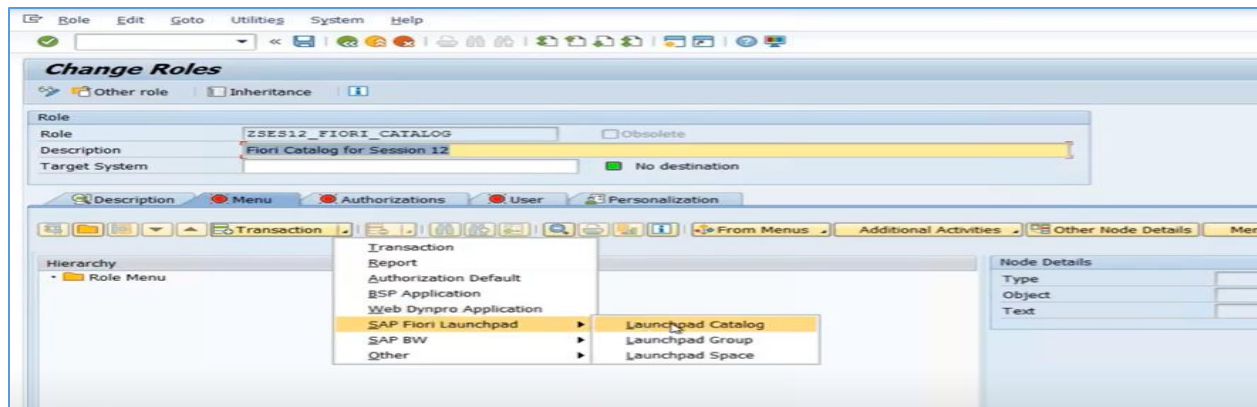 Role Edit Goto Utilities System Help
Change Roles
Other role Inheritance
Role
Role ZSES12_FIORI_CATALOG Obsolete
Description Fiori Catalog for Session 12
Target System No destination
Description Menu Authorizations User Personalization
Transaction From Menus Additional Activities Other Node Details Mer
Transaction
Hierarchy Report Node Details
Role Menu Authorization Default Type
BSP Application Object
Web Dynpro Application Text
SAP Fiori Launchpad Launchpad Catalog
SAP BW Launchpad Group
Other Launchpad Space